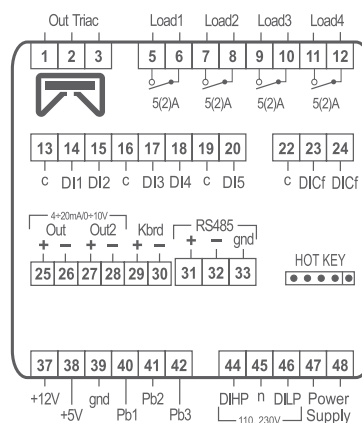 Out Triac Load1 Load2 Load3 Load4
1 2 3 5 6 7 8 9 10 11 12
5(2)A 5(2)A 5(2)A 5(2)A
13 14 15 16 17 18 19 20 22 23 24
c DI1 DI2 c DI3 DI4 c DI5 c DICf DICf
4÷20mA/0÷10V
Out Out2 Kbrd RS485
+ − + − + − + − gnd
25 26 27 28 29 30 31 32 33
HOT KEY
37 38 39 40 41 42 44 45 46 47 48
+12V gnd Pb2 DIHP n DILP Power
+5V Pb1 Pb3 110 230V Supply